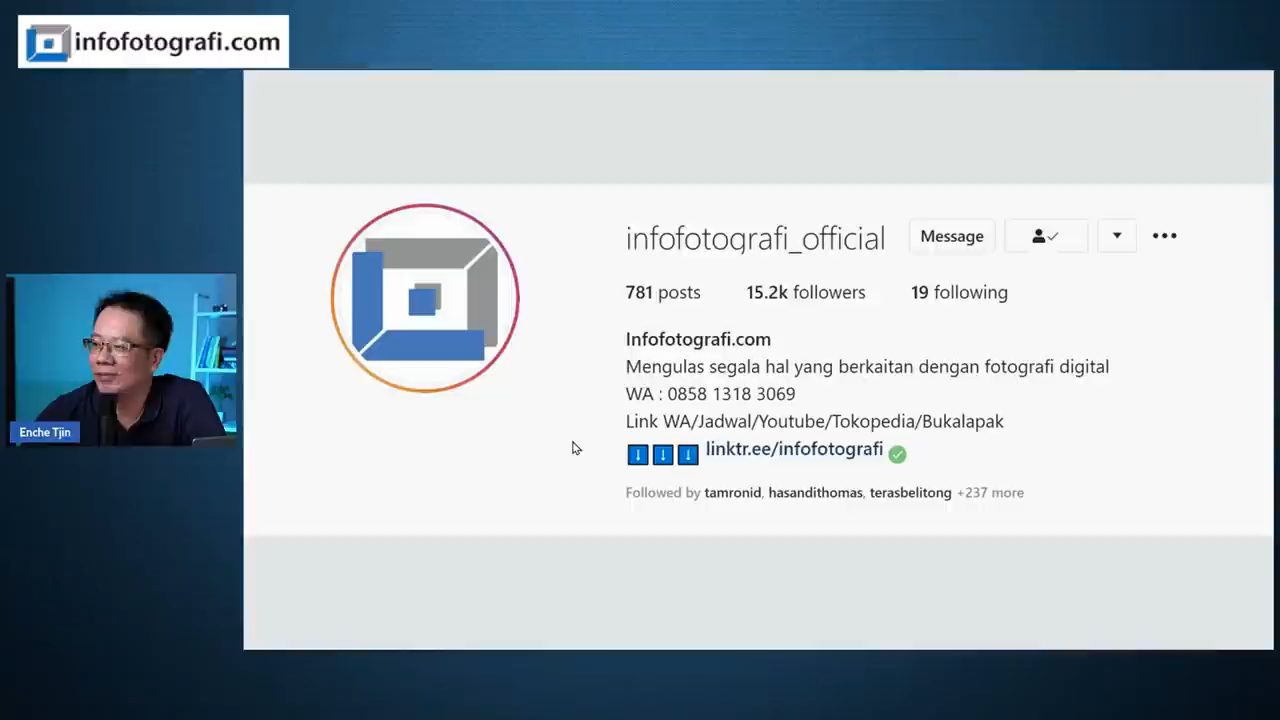 infofotografi.com
infofotografi_official Message
781 posts 15.2k followers 19 following
Infofotografi.com
Mengulas segala hal yang berkaitan dengan fotografi digital
WA : 0858 1318 3069
Link WA/Jadwal/Youtube/Tokopedia/Bukalapak
linktr.ee/infofotografi
Followed by tamronid, hasandithomas, terasbelitong +237 more
Enche Tjin